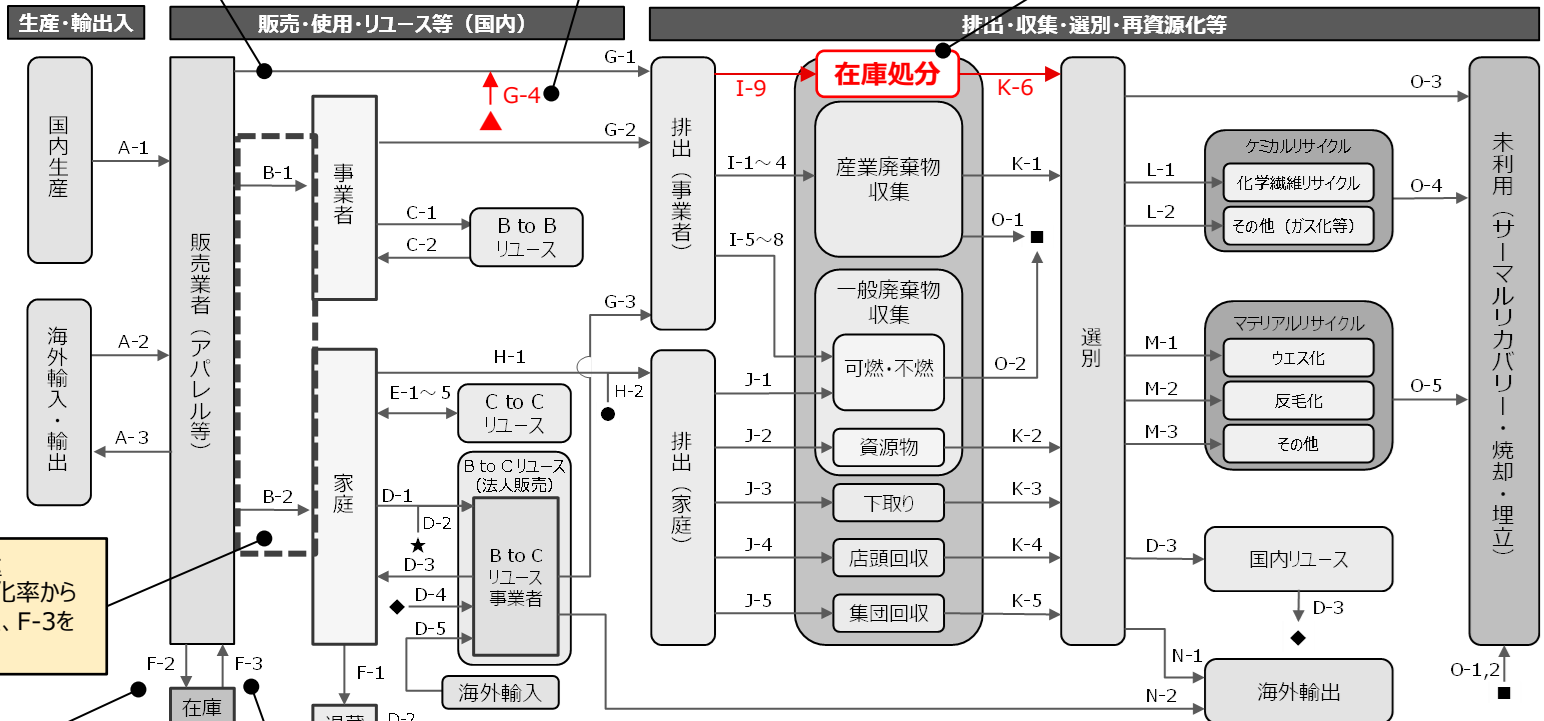 生産・輸出入
販売・使用・リユース等（国内）
排出・収集・選別・再資源化等
国内生産
海外輸入・輸出
A-1
A-2
A-3
販売業者（アパレル等）
B-1
B-2
事業者
家庭
C-1
C-2
B to B
リユース
G-1
G-4
G-2
G-3
H-1
H-2
E-1～5
C to C
リユース
B to Cリユース
（法人販売）
B to C
リユース
事業者
D-1
D-2
D-3
D-4
D-5
海外輸入
F-1
F-2
F-3
在庫
化率から
、F-3を
排出（事業者）
排出（家庭）
I-9
I-1～4
I-5～8
J-1
J-2
J-3
J-4
J-5
在庫処分
産業廃棄物
収集
一般廃棄物
収集
可燃・不燃
資源物
下取り
店頭回収
集団回収
K-6
K-1
O-1
O-2
K-2
K-3
K-4
K-5
選別
O-3
L-1
L-2
ケミカルリサイクル
化学繊維リサイクル
その他（ガス化等）
O-4
M-1
M-2
M-3
マテリアルリサイクル
ウエス化
反毛化
その他
O-5
D-3
国内リユース
D-3
N-1
N-2
海外輸出
未利用（サーマルリカバリー・焼却・埋立）
O-1,2